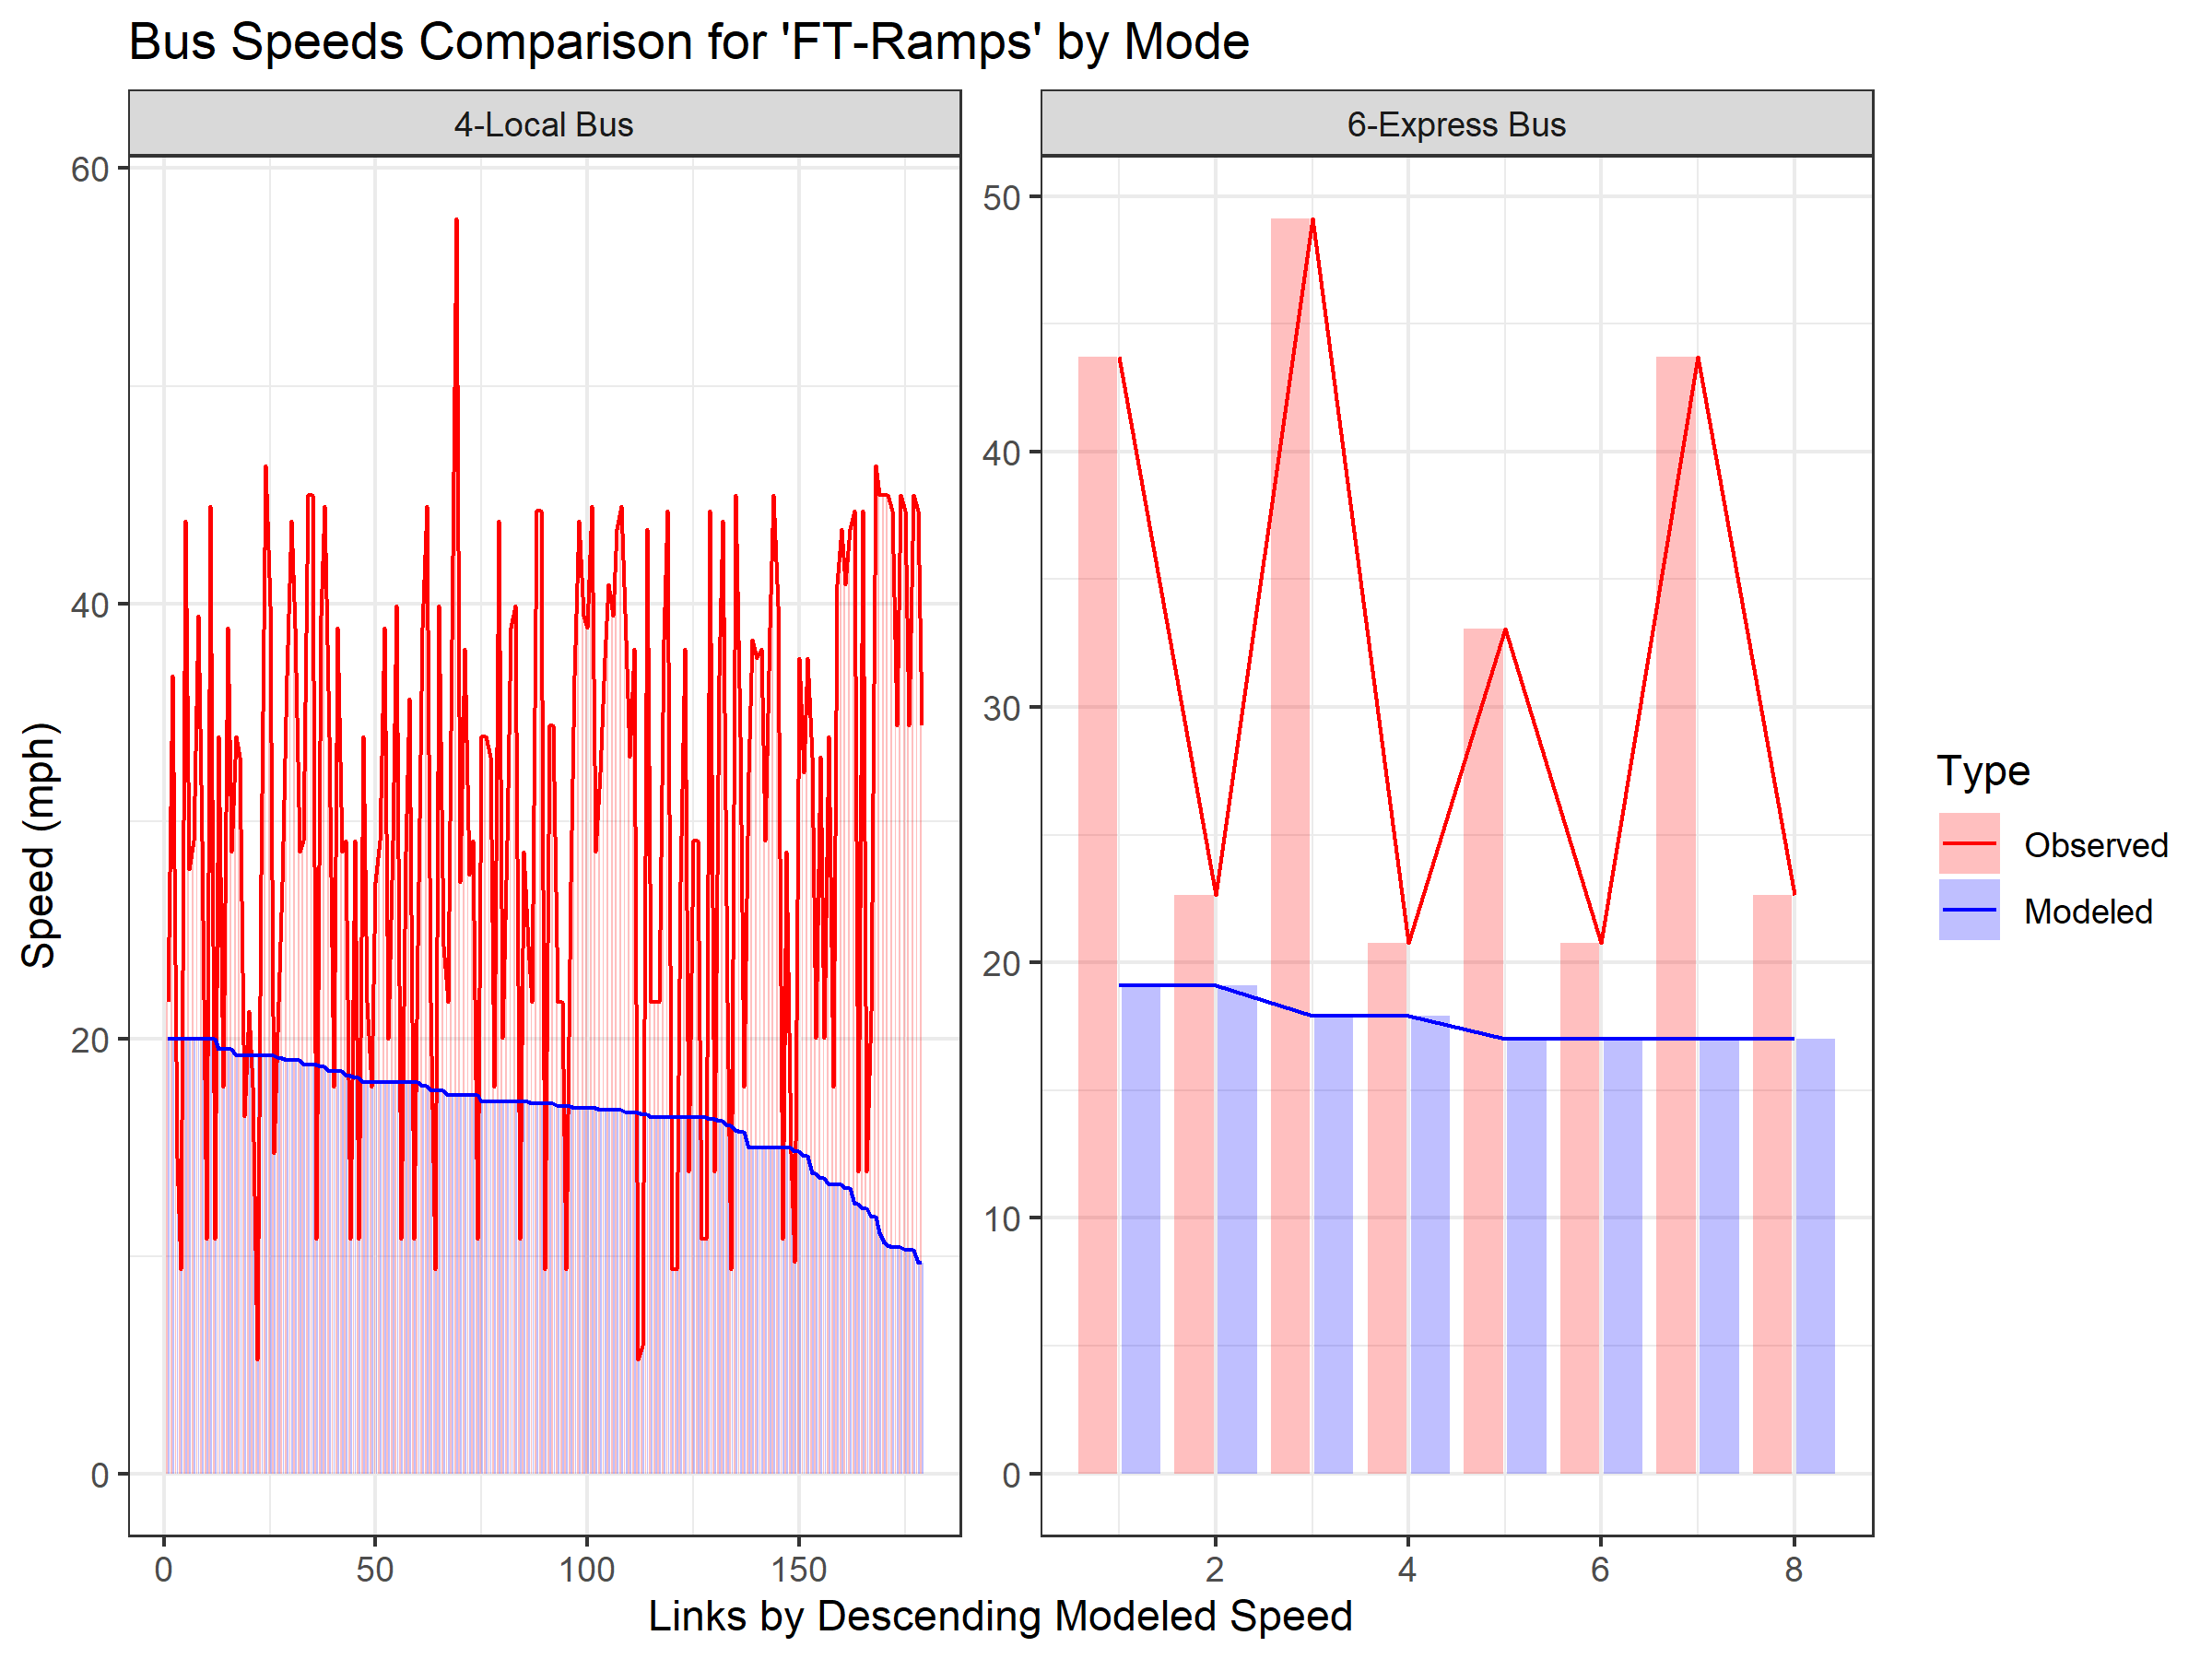 Bus Speeds Comparison for 'FT-Ramps' by Mode
4-Local Bus
6-Express Bus
60
40
20
0
50
40
30
20
10
0
Speed (mph)
0 50 100 150
2 4 6 8
Links by Descending Modeled Speed
Type
Observed
Modeled